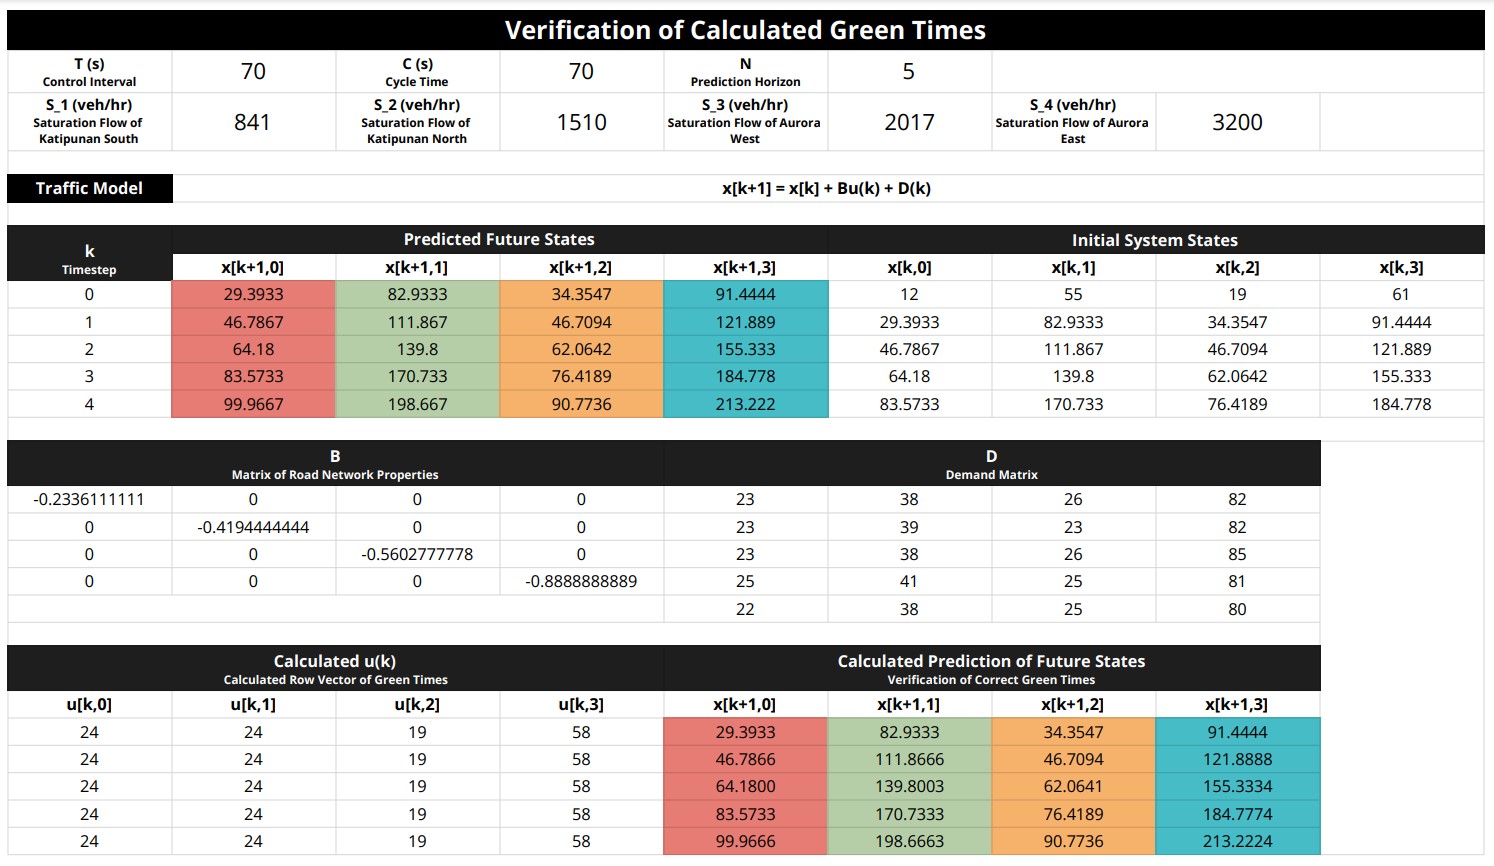 Verification of Calculated Green Times
T (s) Control Interval 70 C (s) Cycle Time 70 N Prediction Horizon 5
S_1 (veh/hr) Saturation Flow of Katipunan South 841 S_2 (veh/hr) Saturation Flow of Katipunan North 1510 S_3 (veh/hr) Saturation Flow of Aurora West 2017 S_4 (veh/hr) Saturation Flow of Aurora East 3200
Traffic Model x[k+1] = x[k] + Bu(k) + D(k)
k Timestep Predicted Future States Initial System States
x[k+1,0] x[k+1,1] x[k+1,2] x[k+1,3] x[k,0] x[k,1] x[k,2] x[k,3]
0 29.3933 82.9333 34.3547 91.4444 12 55 19 61
1 46.7867 111.867 46.7094 121.889 29.3933 82.9333 34.3547 91.4444
2 64.18 139.8 62.0642 155.333 46.7867 111.867 46.7094 121.889
3 83.5733 170.733 76.4189 184.778 64.18 139.8 62.0642 155.333
4 99.9667 198.667 90.7736 213.222 83.5733 170.733 76.4189 184.778
B D
Matrix of Road Network Properties Demand Matrix
-0.2336111111 0 0 0 23 38 26 82
0 -0.4194444444 0 0 23 39 23 82
0 0 -0.5602777778 0 23 38 26 85
0 0 0 -0.8888888889 25 41 25 81
22 38 25 80
Calculated u(k) Calculated Prediction of Future States
Calculated Row Vector of Green Times Verification of Correct Green Times
u[k,0] u[k,1] u[k,2] u[k,3] x[k+1,0] x[k+1,1] x[k+1,2] x[k+1,3]
24 24 19 58 29.3933 82.9333 34.3547 91.4444
24 24 19 58 46.7866 111.8666 46.7094 121.8888
24 24 19 58 64.1800 139.8003 62.0641 155.3334
24 24 19 58 83.5733 170.7333 76.4189 184.7774
24 24 19 58 99.9666 198.6663 90.7736 213.2224